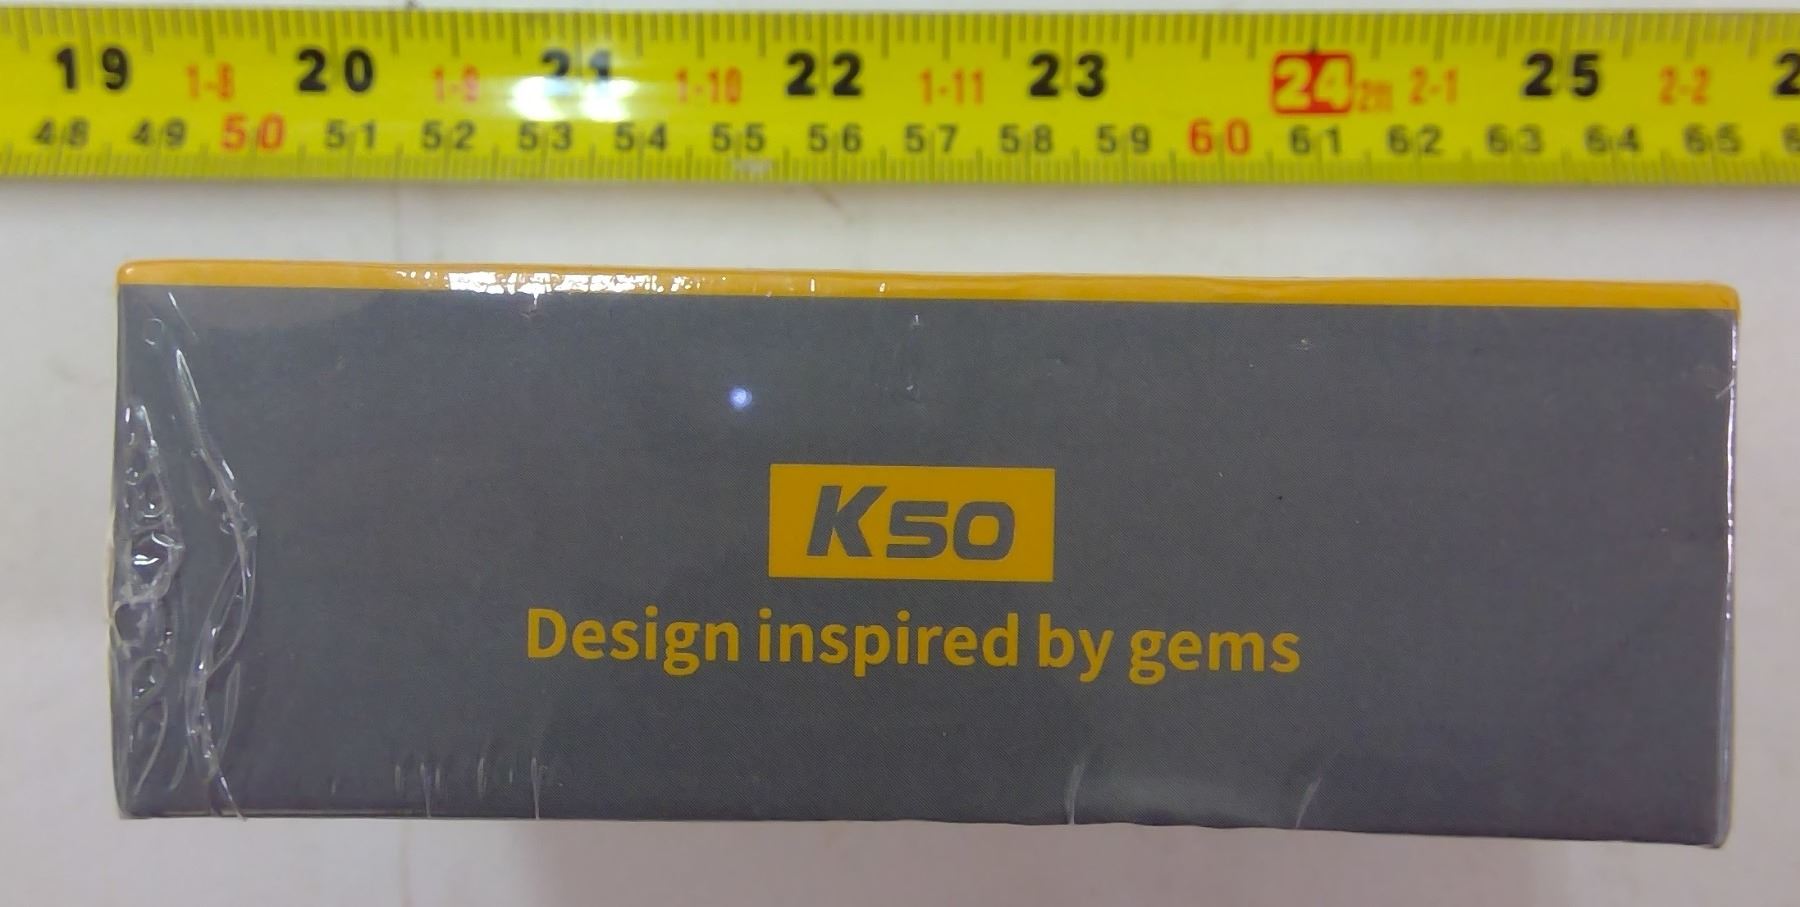 19 1-8 20 1-9 21 1-10 22 1-11 23 24 2ft 2-1 25 2-2
48 49 50 51 52 53 54 55 56 57 58 59 60 61 62 63 64 65
K50
Design inspired by gems